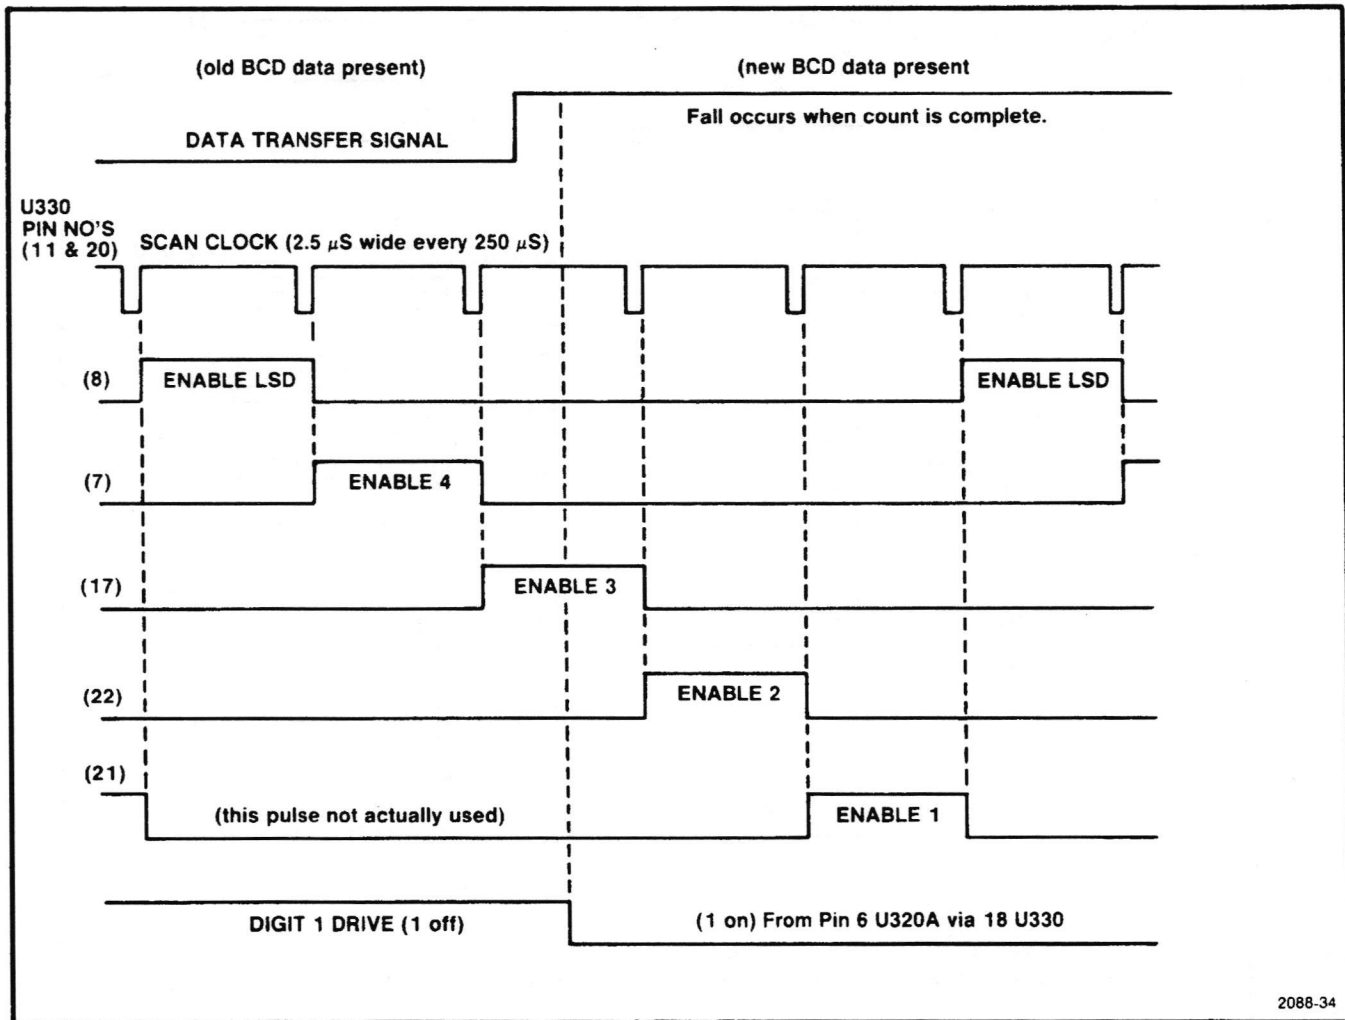 (old BCD data present)
(new BCD data present
Fall occurs when count is complete.
DATA TRANSFER SIGNAL
U330
PIN NO'S
(11 & 20)
SCAN CLOCK (2.5 μS wide every 250 μS)
(8)
ENABLE LSD
ENABLE LSD
(7)
ENABLE 4
(17)
ENABLE 3
(22)
ENABLE 2
(21)
(this pulse not actually used)
ENABLE 1
DIGIT 1 DRIVE (1 off)
(1 on) From Pin 6 U320A via 18 U330
2088-34